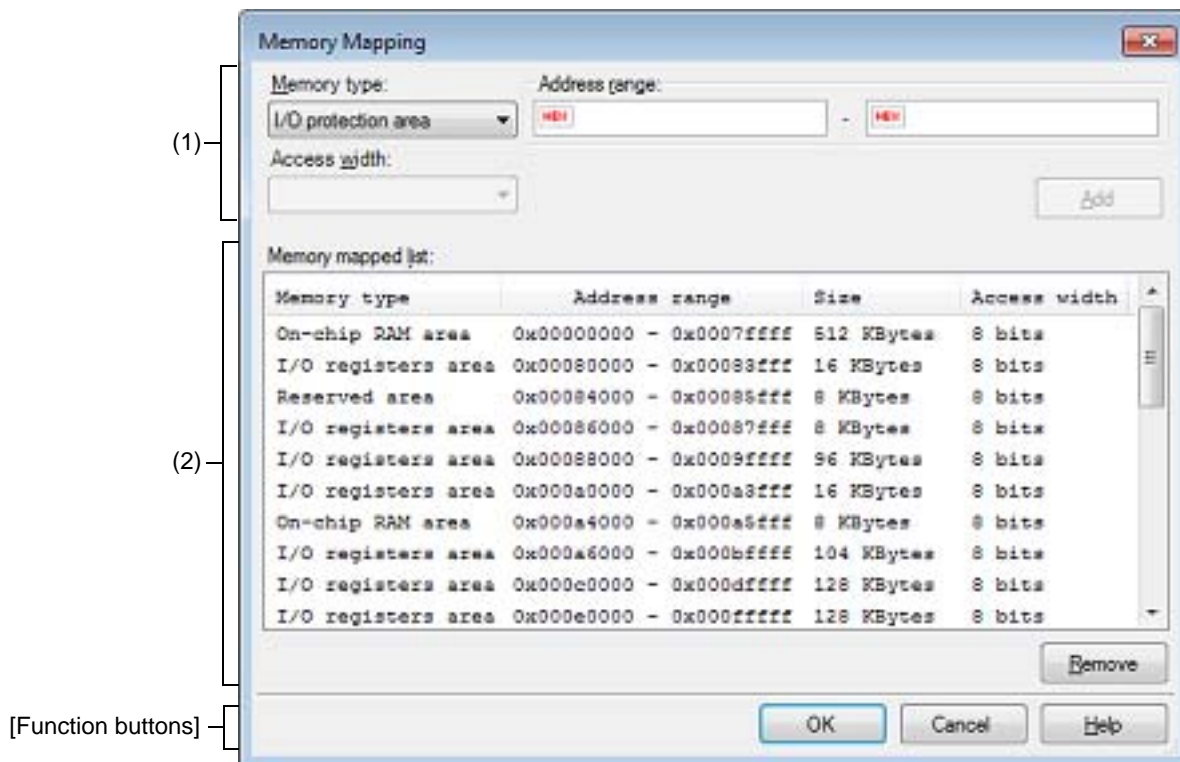 Memory Mapping
Memory type: Address range:
I/O protection area HEX - HEX
(1)
Access width:
Add
Memory mapped list:
Memory type Address range Size Access width
On-chip RAM area 0x00000000 - 0x0007ffff 512 KBytes 8 bits
I/O registers area 0x00080000 - 0x00083fff 16 KBytes 8 bits
Reserved area 0x00084000 - 0x00085fff 8 KBytes 8 bits
I/O registers area 0x00086000 - 0x00087fff 8 KBytes 8 bits
(2)
I/O registers area 0x00088000 - 0x0009ffff 96 KBytes 8 bits
I/O registers area 0x000a0000 - 0x000a3fff 16 KBytes 8 bits
On-chip RAM area 0x000a4000 - 0x000a5fff 8 KBytes 8 bits
I/O registers area 0x000a6000 - 0x000bffff 104 KBytes 8 bits
I/O registers area 0x000c0000 - 0x000dffff 128 KBytes 8 bits
I/O registers area 0x000e0000 - 0x000fffff 128 KBytes 8 bits
Remove
[Function buttons]
OK Cancel Help